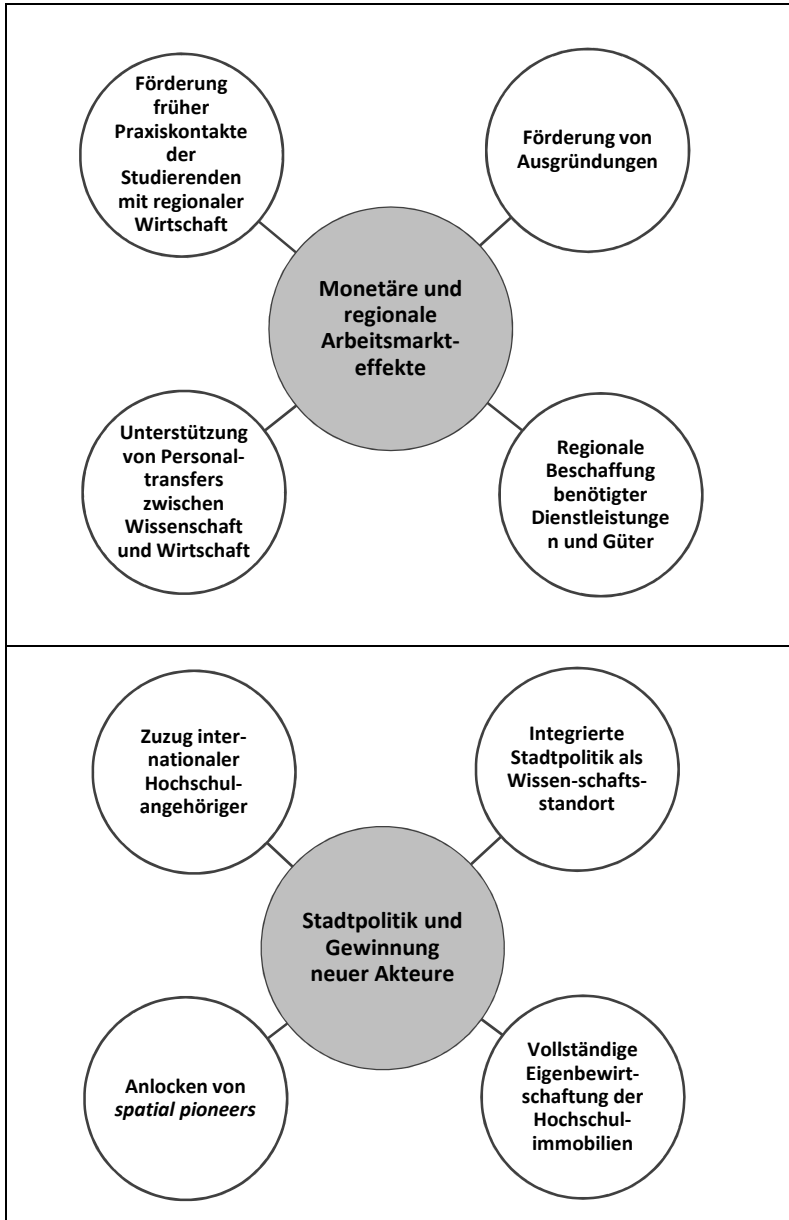 Förderung
früher
Praxiskontakte
der
Studierenden
mit regionaler
Wirtschaft
Förderung von
Ausgründungen
Monetäre und
regionale
Arbeitsmarkt-
effekte
Unterstützung
von Personal-
transfers
zwischen
Wissenschaft
und Wirtschaft
Regionale
Beschaffung
benötigter
Dienstleistunge
n und Güter
Zuzug inter-
nationaler
Hochschul-
angehöriger
Integrierte
Stadtpolitik als
Wissen-schafts-
standort
Stadtpolitik und
Gewinnung
neuer Akteure
Anlocken von
spatial pioneers
Vollständige
Eigenbewirt-
schaftung der
Hochschul-
immobilien